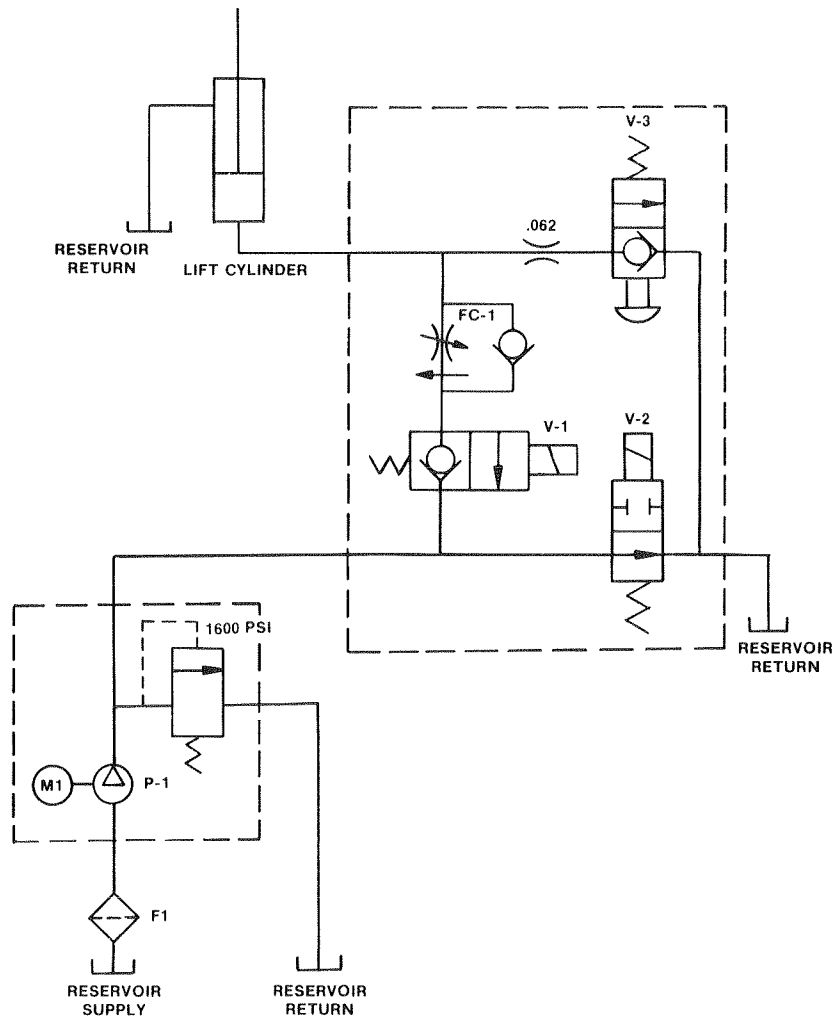 V-3
.062
RESERVOIR
RETURN
LIFT CYLINDER
FC-1
V-1
V-2
1600 PSI
RESERVOIR
RETURN
M1
P-1
F1
RESERVOIR
SUPPLY
RESERVOIR
RETURN